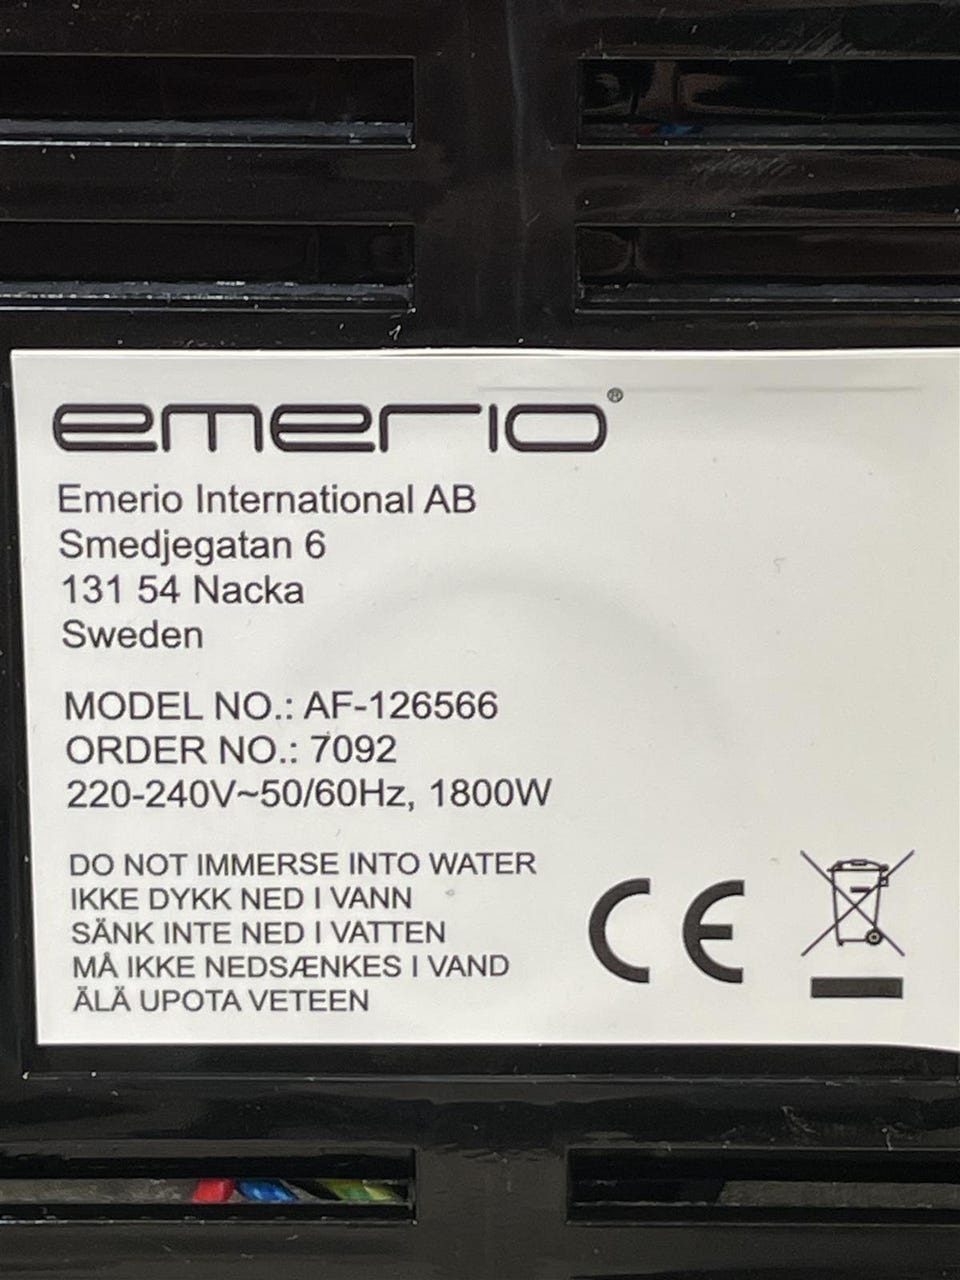 emerio®
Emerio International AB
Smedjegatan 6
131 54 Nacka
Sweden
MODEL NO.: AF-126566
ORDER NO.: 7092
220-240V~50/60Hz, 1800W
DO NOT IMMERSE INTO WATER
IKKE DYKK NED I VANN
SÄNK INTE NED I VATTEN
MÅ IKKE NEDSÆNKES I VAND
ÄLÄ UPOTA VETEEN
CE